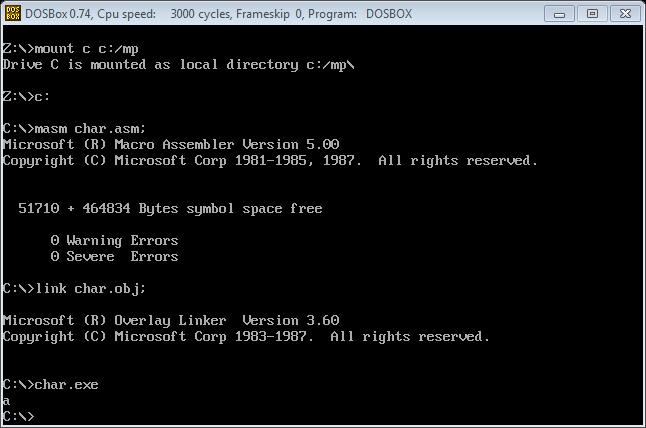 DOS
BOX
DOSBox 0.74, Cpu speed:    3000 cycles, Frameskip  0, Program:   DOSBOX
Z:\>mount c c:/mp
Drive C is mounted as local directory c:/mp\
Z:\>c:
C:\>masm char.asm;
Microsoft (R) Macro Assembler Version 5.00
Copyright (C) Microsoft Corp 1981-1985, 1987.  All rights reserved.
  51710 + 464834 Bytes symbol space free
      0 Warning Errors
      0 Severe  Errors
C:\>link char.obj;
Microsoft (R) Overlay Linker  Version 3.60
Copyright (C) Microsoft Corp 1983-1987.  All rights reserved.
C:\>char.exe
a
C:\>